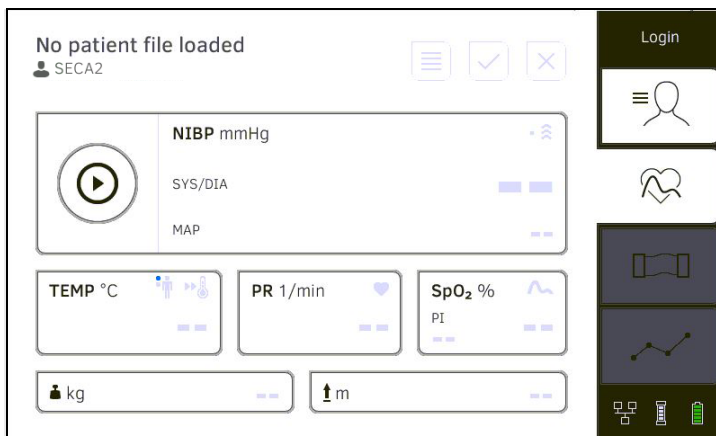 No patient file loaded
SECA2
Login
NIBP mmHg
SYS/DIA
-- --
MAP
--
TEMP °C
--
PR 1/min
--
SpO₂ %
PI
--
--
kg
--
m
--